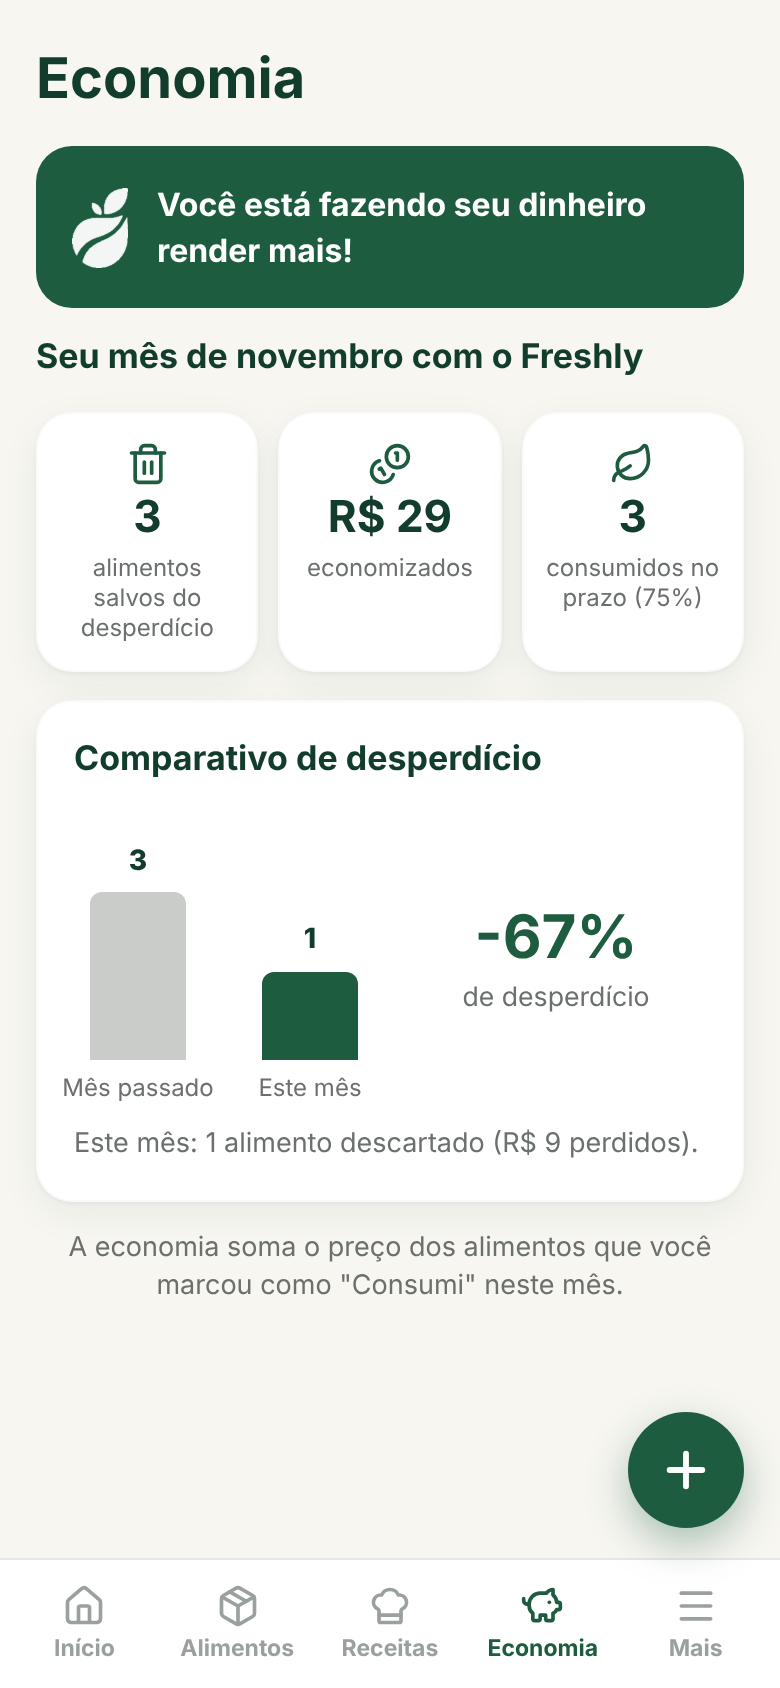 Economia
Você está fazendo seu dinheiro
render mais!
Seu mês de novembro com o Freshly
3
alimentos
salvos do
desperdício
R$ 29
economizados
3
consumidos no
prazo (75%)
Comparativo de desperdício
3
1
-67%
de desperdício
Mês passado
Este mês
Este mês: 1 alimento descartado (R$ 9 perdidos).
A economia soma o preço dos alimentos que você
marcou como "Consumi" neste mês.
Início
Alimentos
Receitas
Economia
Mais